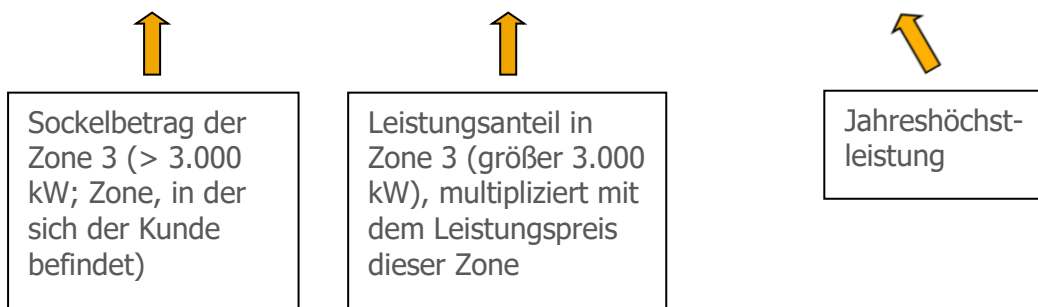 Sockelbetrag der
Zone 3 (> 3.000
kW; Zone, in der
sich der Kunde
befindet)
Leistungsanteil in
Zone 3 (größer 3.000
kW), multipliziert mit
dem Leistungspreis
dieser Zone
Jahreshöchst-
leistung